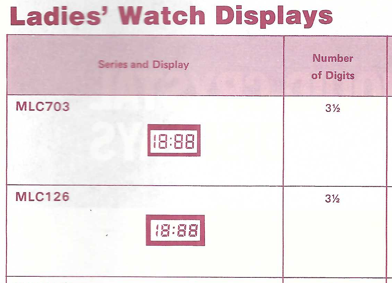 Ladies' Watch Displays
Series and Display
Number
of Digits
MLC703
3½
18:88
MLC126
3½
18:88